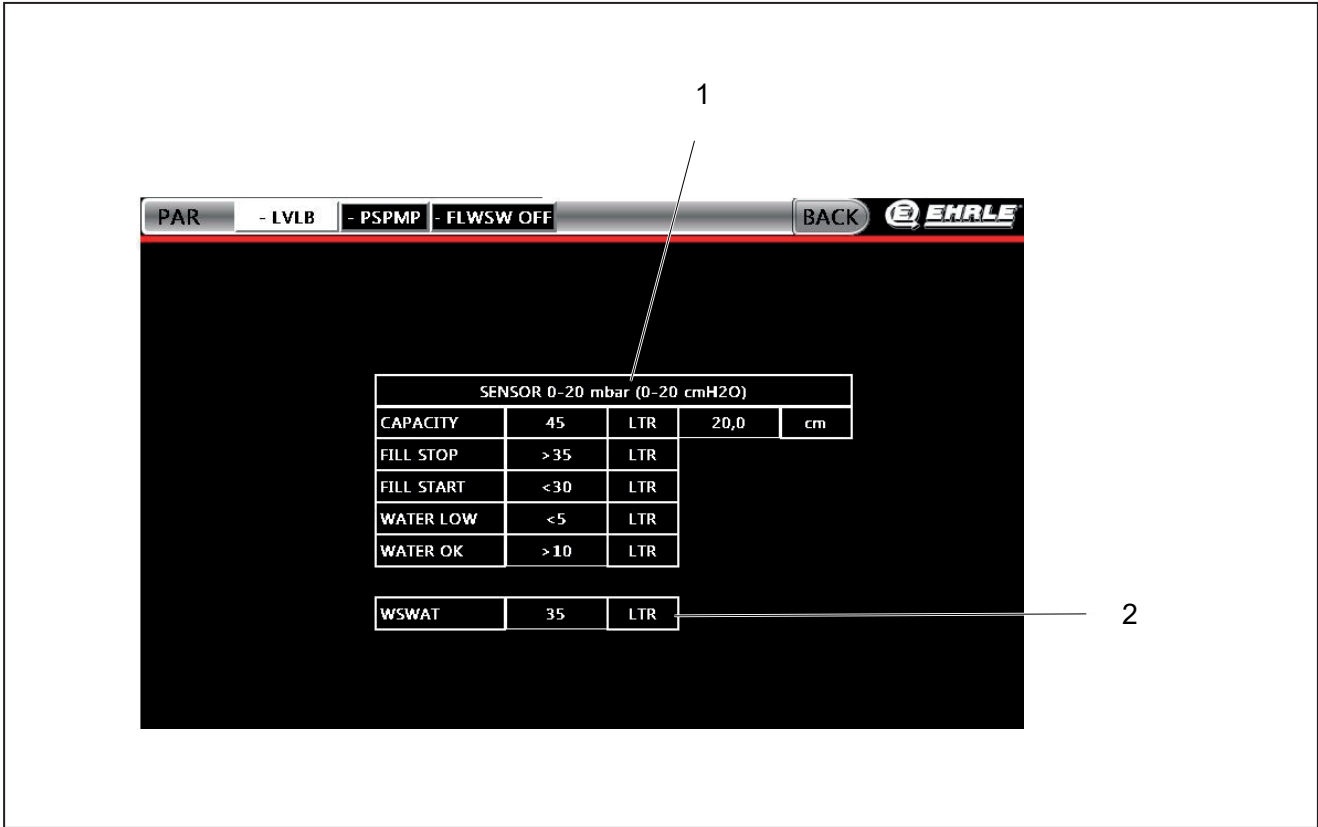 1
PAR - LVLB - PSPMP - FLWSW OFF BACK E EHRLE
SENSOR 0-20 mbar (0-20 cmH2O)
CAPACITY 45 LTR 20,0 cm
FILL STOP >35 LTR
FILL START <30 LTR
WATER LOW <5 LTR
WATER OK >10 LTR
WSWAT 35 LTR
2